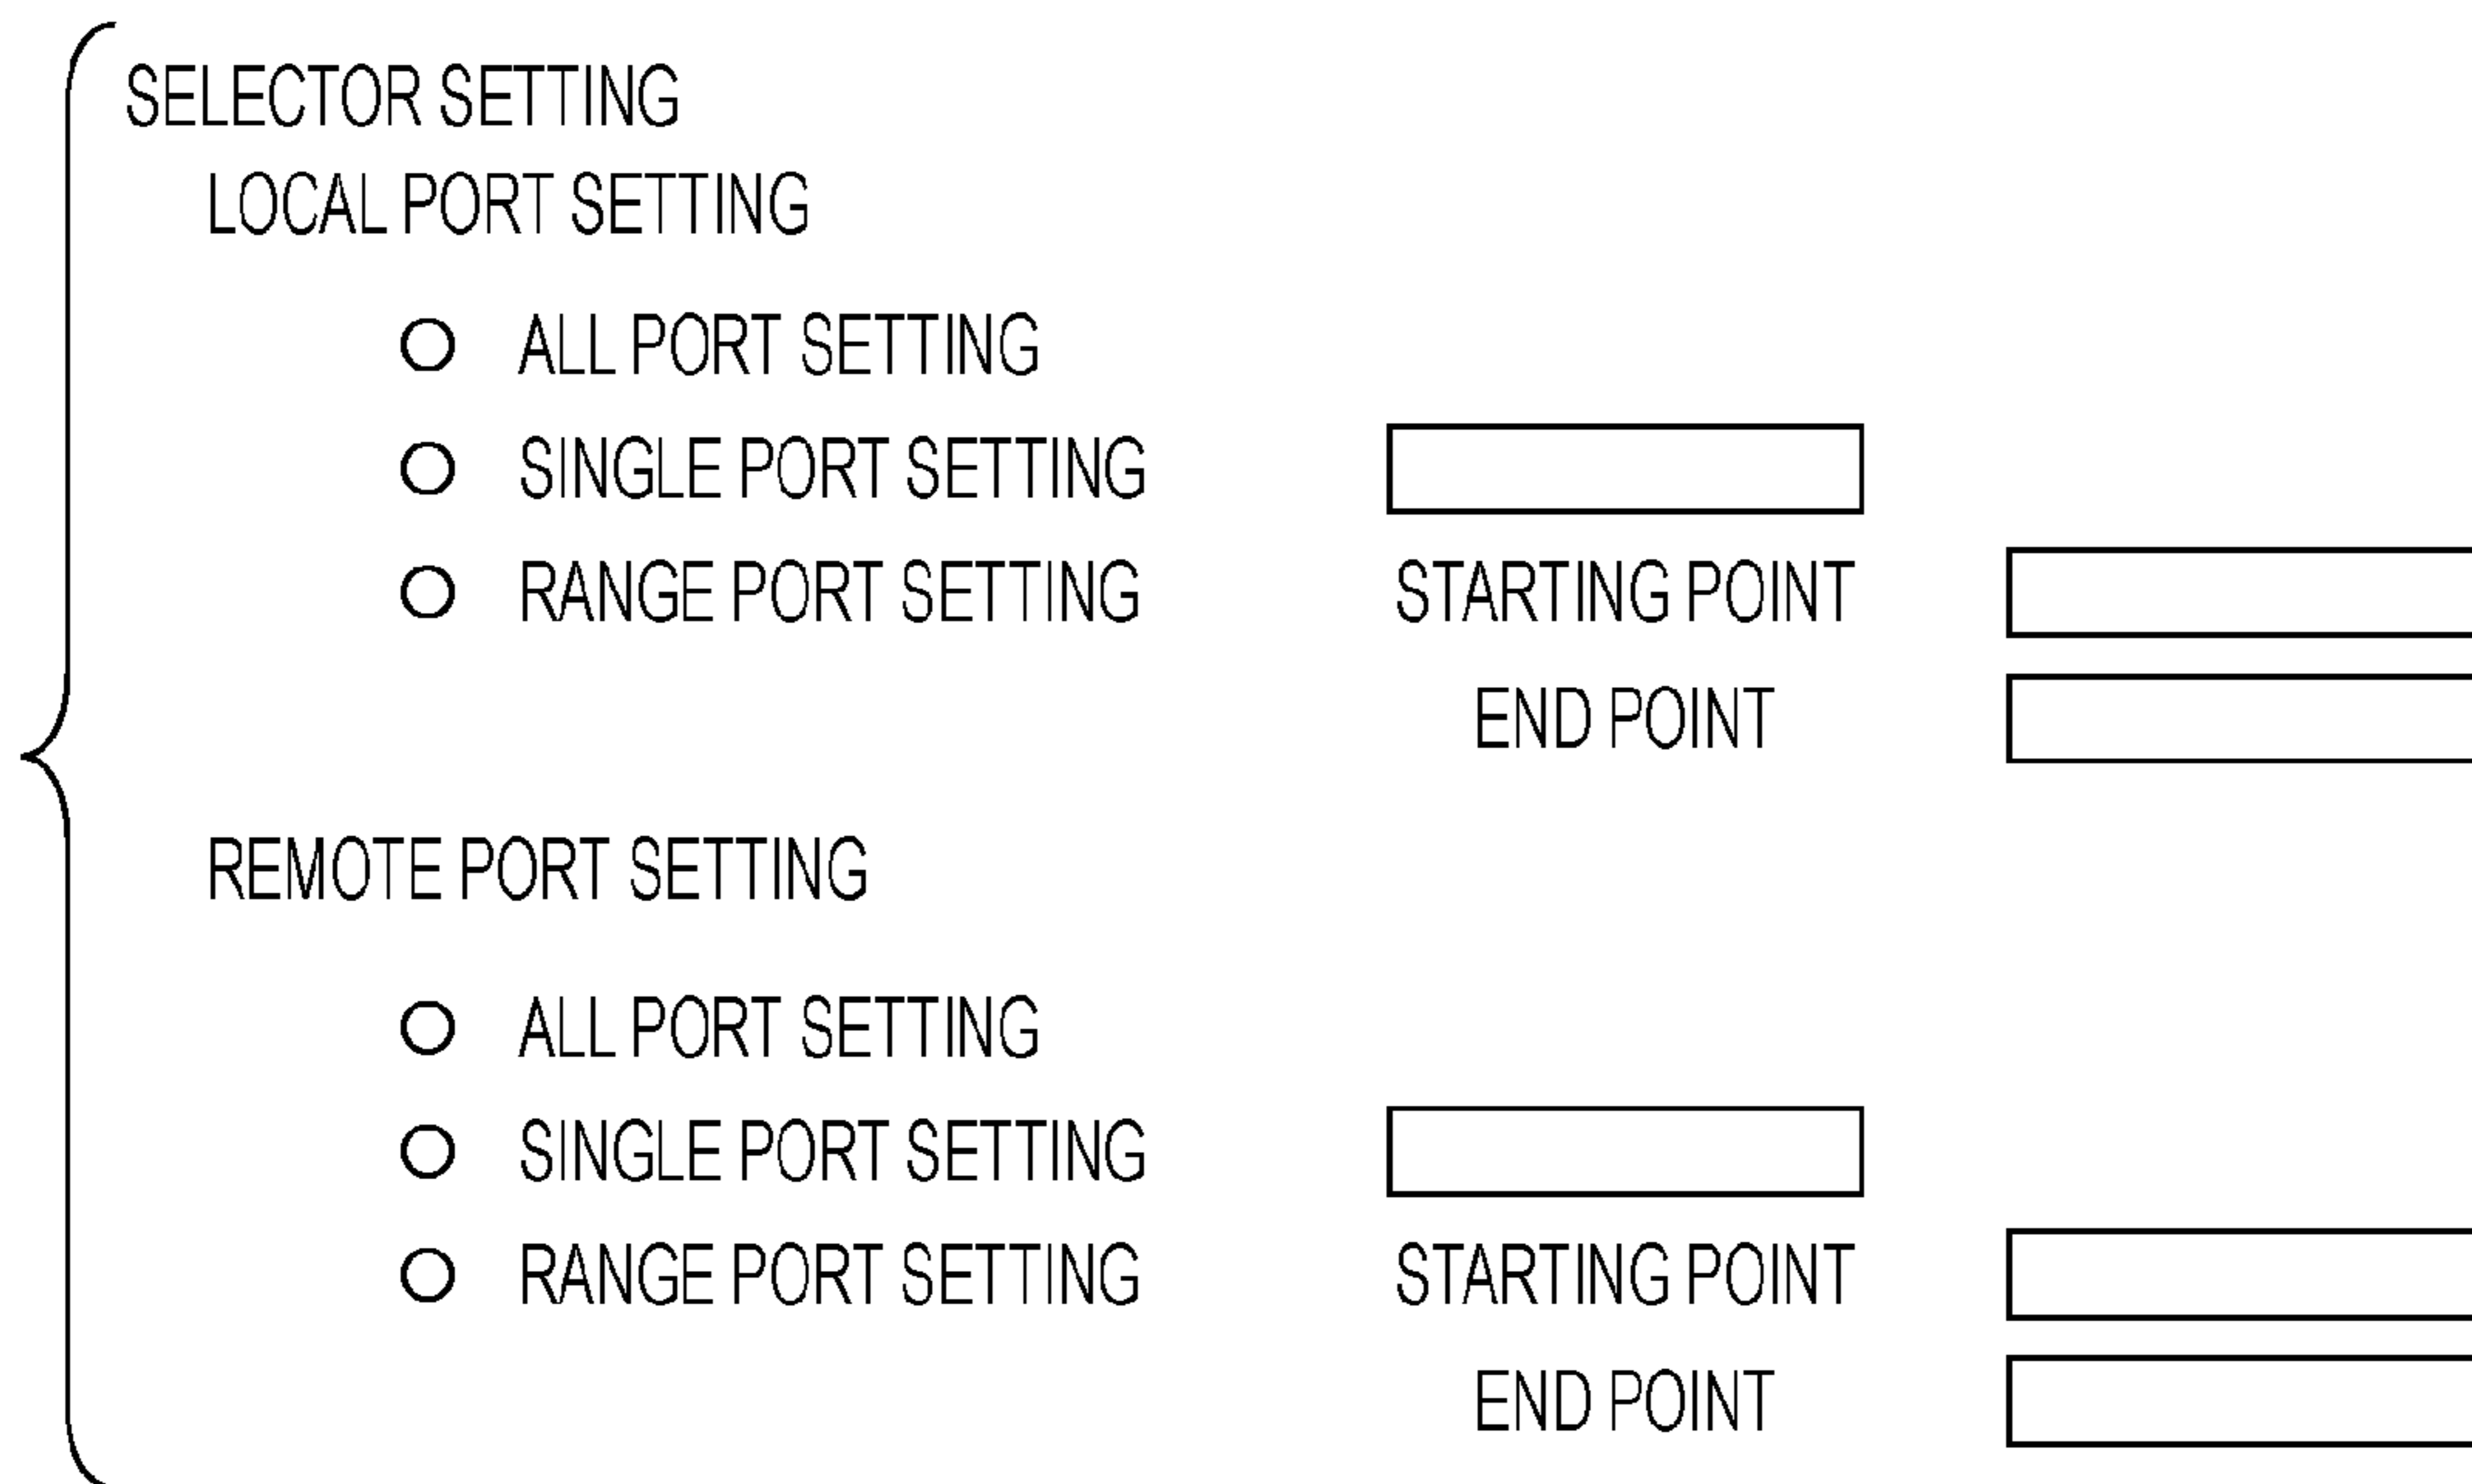 SELECTOR SETTING
LOCAL PORT SETTING
ALL PORT SETTING
SINGLE PORT SETTING
RANGE PORT SETTING STARTING POINT
END POINT
REMOTE PORT SETTING
ALL PORT SETTING
SINGLE PORT SETTING
RANGE PORT SETTING STARTING POINT
END POINT